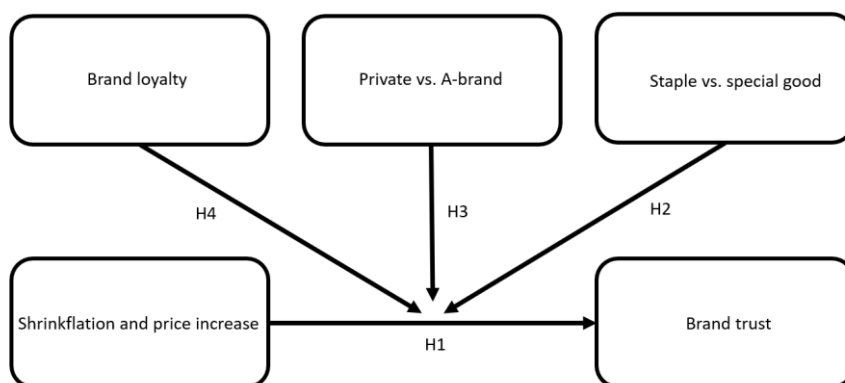 Brand loyalty
Private vs. A-brand
Staple vs. special good
H4
H3
H2
Shrinkflation and price increase
H1
Brand trust